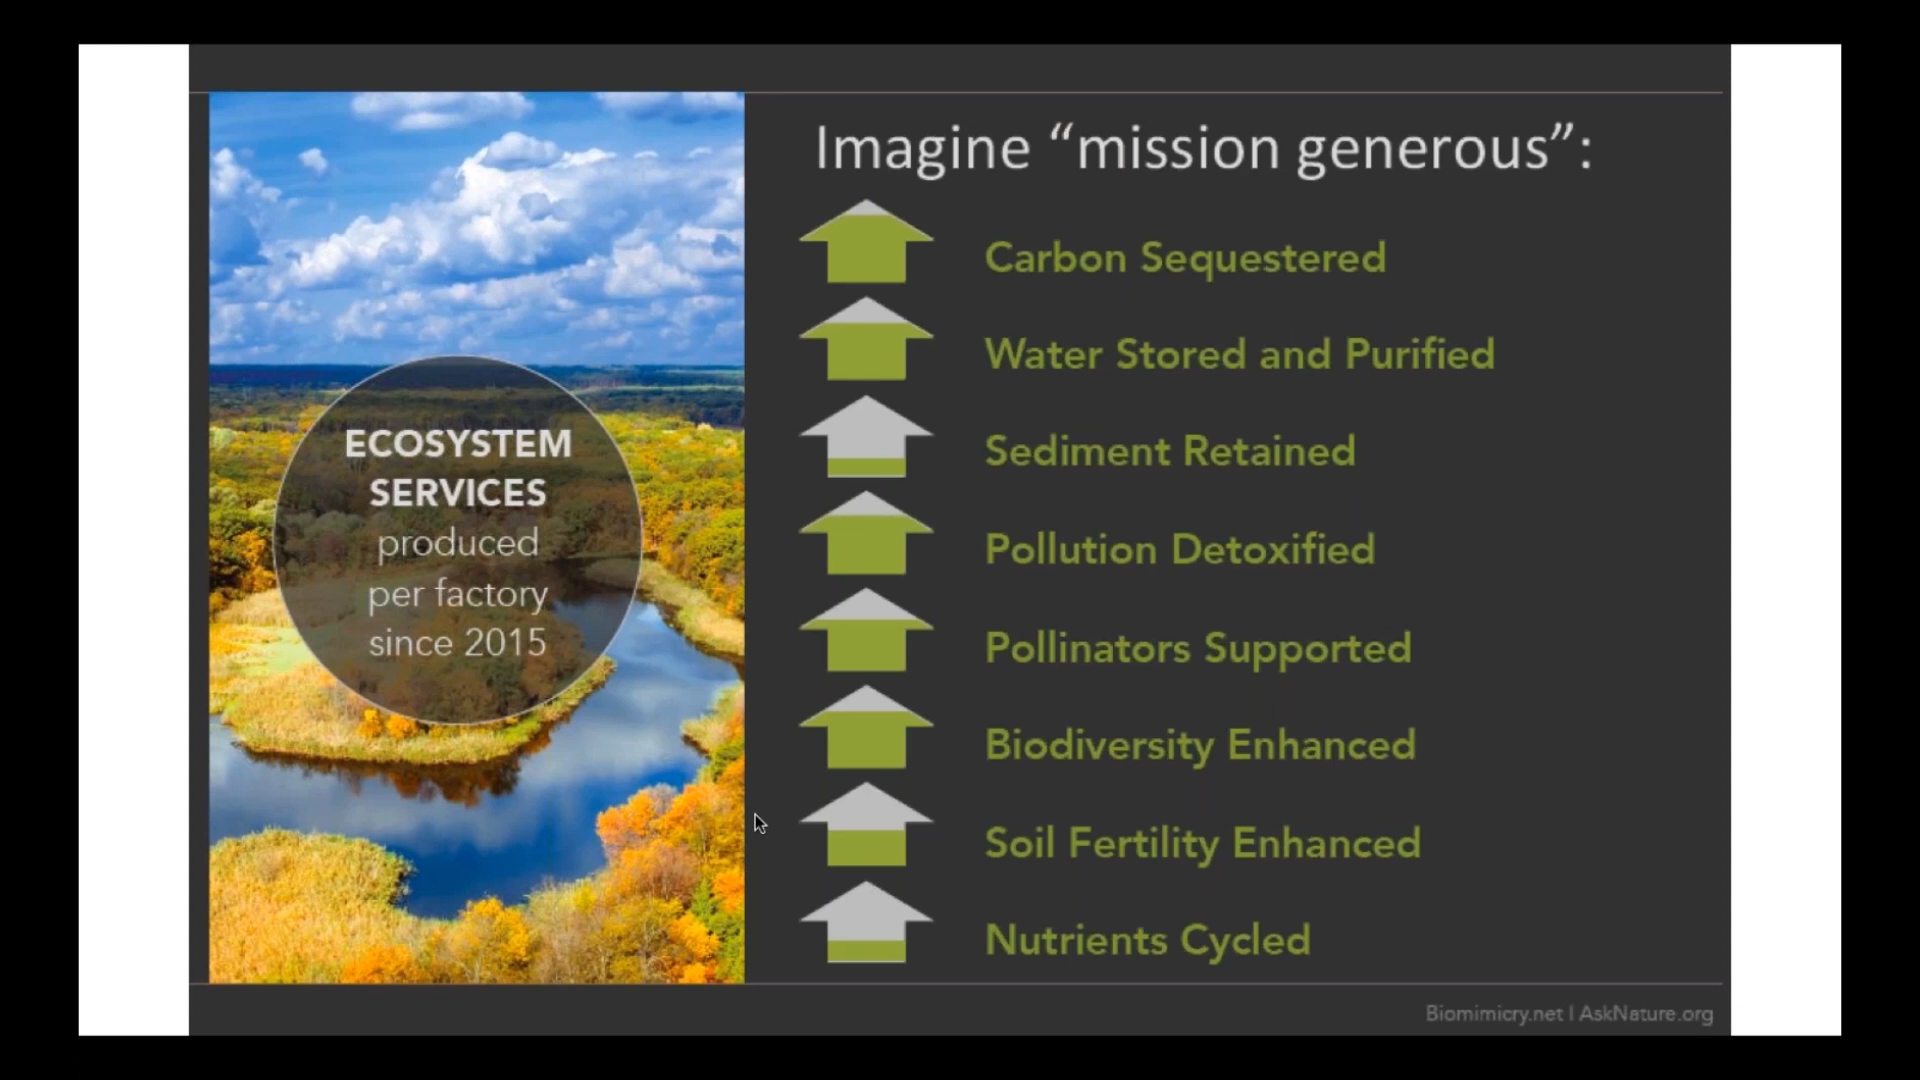 Imagine “mission generous”:
Carbon Sequestered
Water Stored and Purified
Sediment Retained
Pollution Detoxified
Pollinators Supported
Biodiversity Enhanced
Soil Fertility Enhanced
Nutrients Cycled
ECOSYSTEM
SERVICES
produced
per factory
since 2015
Biomimicry.net | AskNature.org